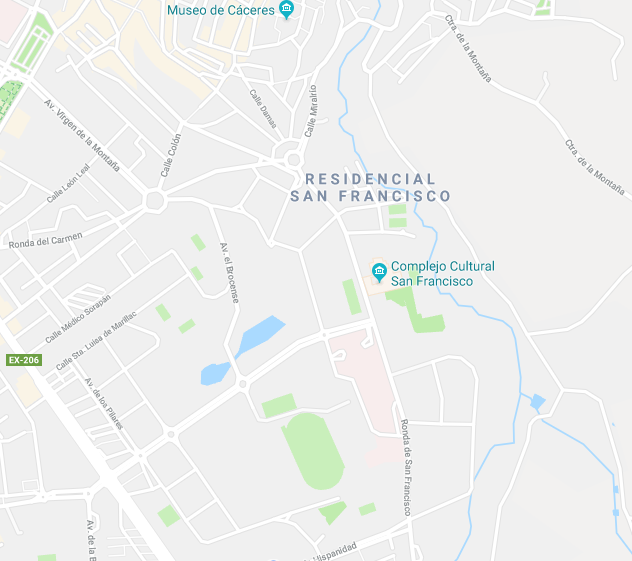 Museo de Cáceres
Ctra. de la Montaña
Calle Damas
Calle Miralrío
Av. Virgen de la Montaña
Calle Colón
Ctra. de la Montaña
Calle León Leal
RESIDENCIAL
SAN FRANCISCO
Ronda del Carmen
Av. el Brocense
Complejo Cultural
San Francisco
Calle Médico Sorapán
Calle Sta. Luisa de Marillac
EX-206
Av. de los Pilares
Ronda de San Francisco
Av. de la B
Hispanidad